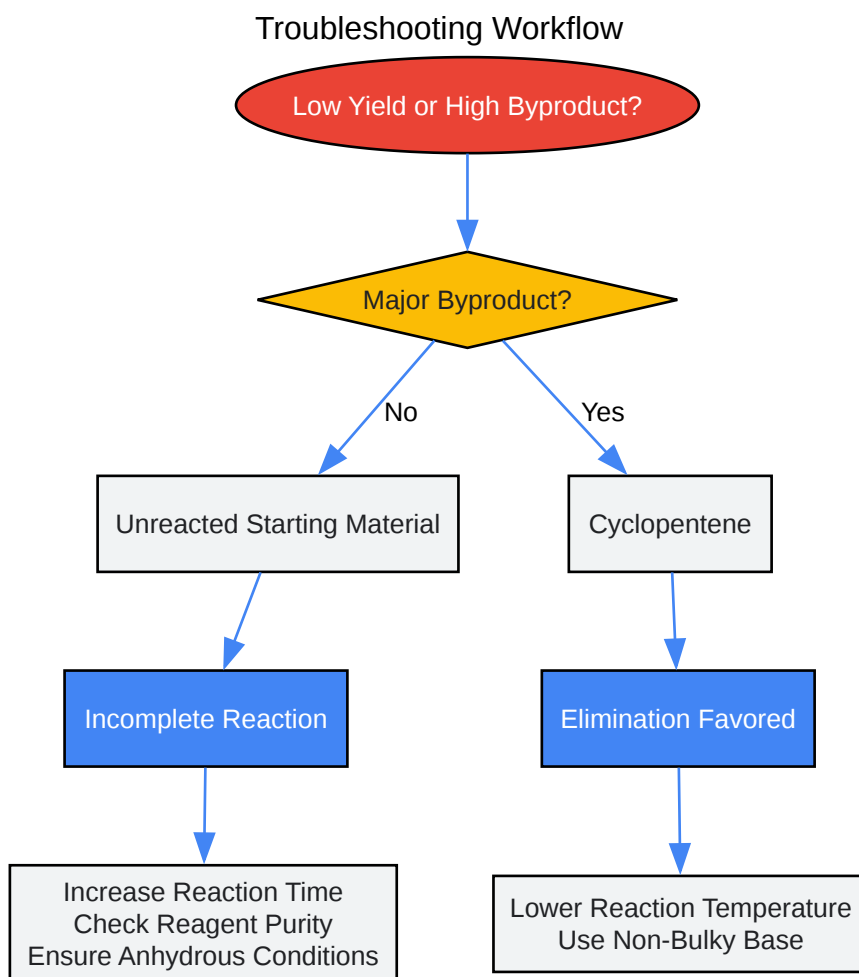 Troubleshooting Workflow
Low Yield or High Byproduct?
Major Byproduct?
No
Yes
Unreacted Starting Material
Cyclopentene
Incomplete Reaction
Elimination Favored
Increase Reaction Time
Check Reagent Purity
Ensure Anhydrous Conditions
Lower Reaction Temperature
Use Non-Bulky Base